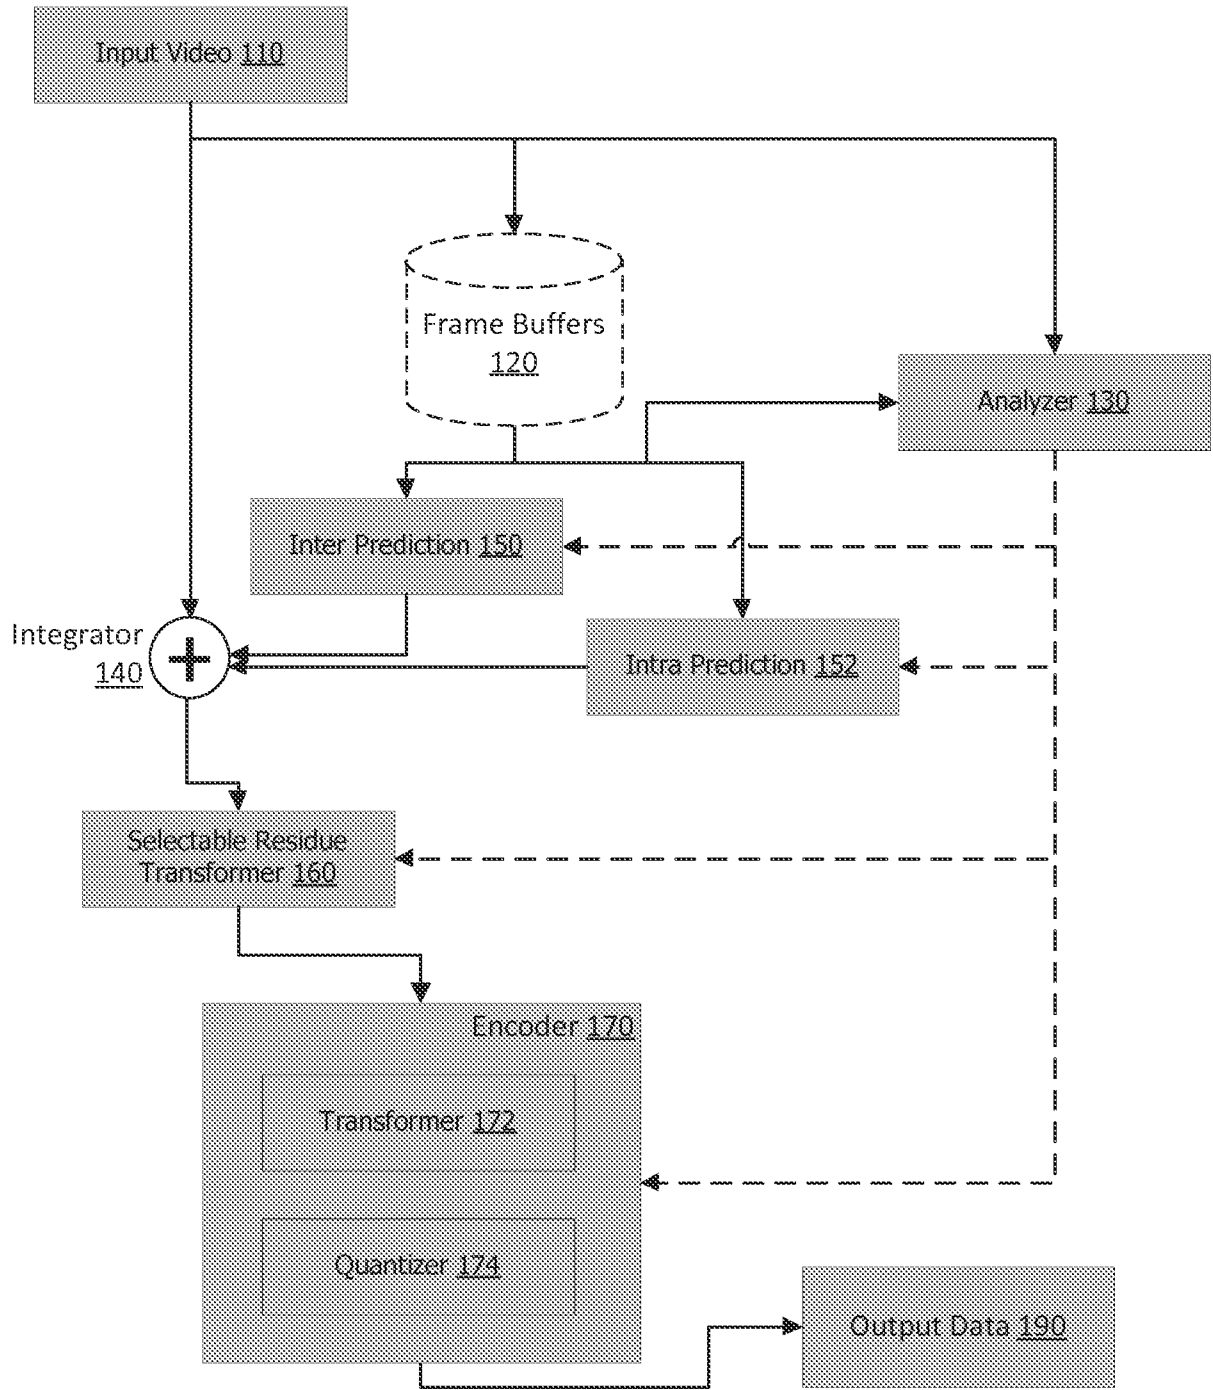 Input Video 110
Frame Buffers
120
Analyzer 130
Inter Prediction 150
Integrator
140
Intra Prediction 152
Selectable Residue
Transformer 160
Encoder 170
Transformer 172
Quantizer 174
Output Data 190